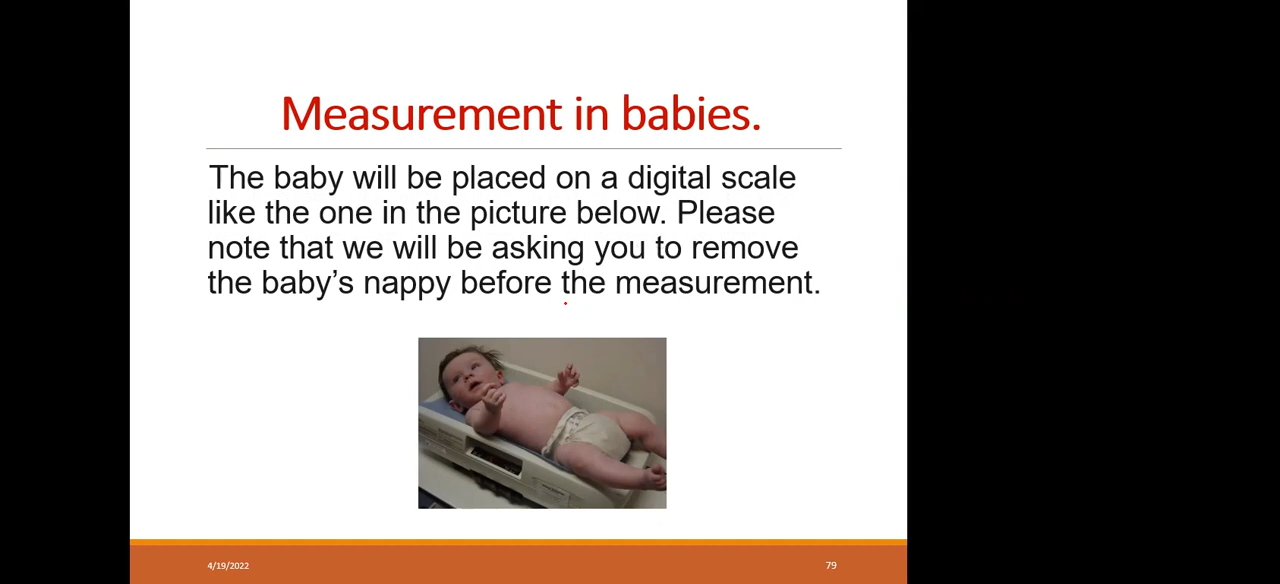 Measurement in babies.
The baby will be placed on a digital scale
like the one in the picture below. Please
note that we will be asking you to remove
the baby’s nappy before the measurement.
4/19/2022
79